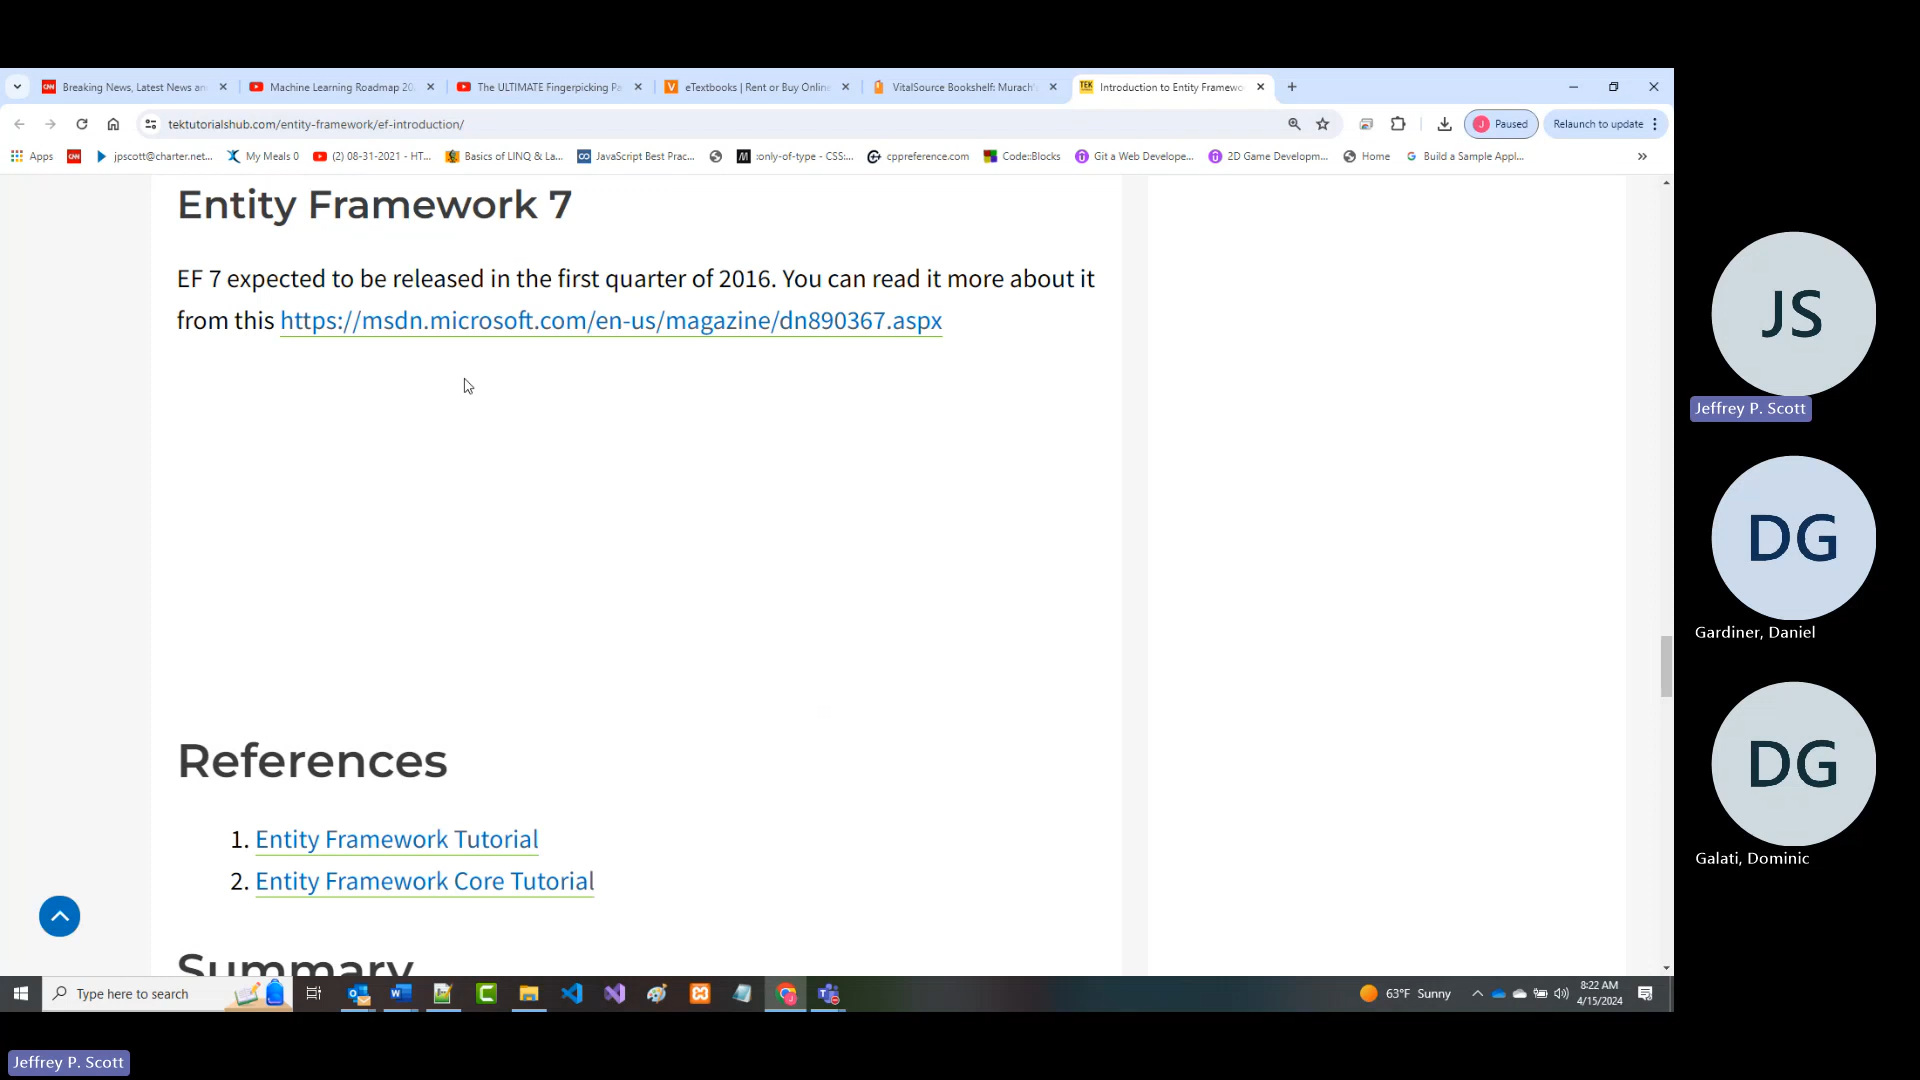 Breaking News, Latest News an
Machine Learning Roadmap 20
The ULTIMATE Fingerpicking Pa
eTextbooks | Rent or Buy Online
VitalSource Bookshelf: Murach'
TEK
Introduction to Entity Framewo
tektutorialshub.com/entity-framework/ef-introduction/
J
Paused
Relaunch to update
Apps
CNN
jpscott@charter.net...
My Meals 0
(2) 08-31-2021 - HT...
Basics of LINQ & La...
JavaScript Best Prac...
:only-of-type - CSS:...
cppreference.com
Code::Blocks
Git a Web Develope...
2D Game Developm...
Home
Build a Sample Appl...
»
Entity Framework 7
EF 7 expected to be released in the first quarter of 2016. You can read it more about it
from this https://msdn.microsoft.com/en-us/magazine/dn890367.aspx
References
1. Entity Framework Tutorial
2. Entity Framework Core Tutorial
Summary
Type here to search
63°F Sunny
8:22 AM
4/15/2024
JS
Jeffrey P. Scott
DG
Gardiner, Daniel
DG
Galati, Dominic
Jeffrey P. Scott